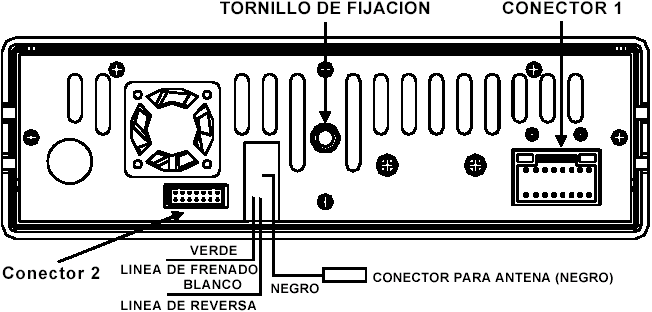 TORNILLO DE FIJACION
CONECTOR 1
VERDE
Conector 2
LINEA DE FRENADO
BLANCO
NEGRO
CONECTOR PARA ANTENA (NEGRO)
LINEA DE REVERSA